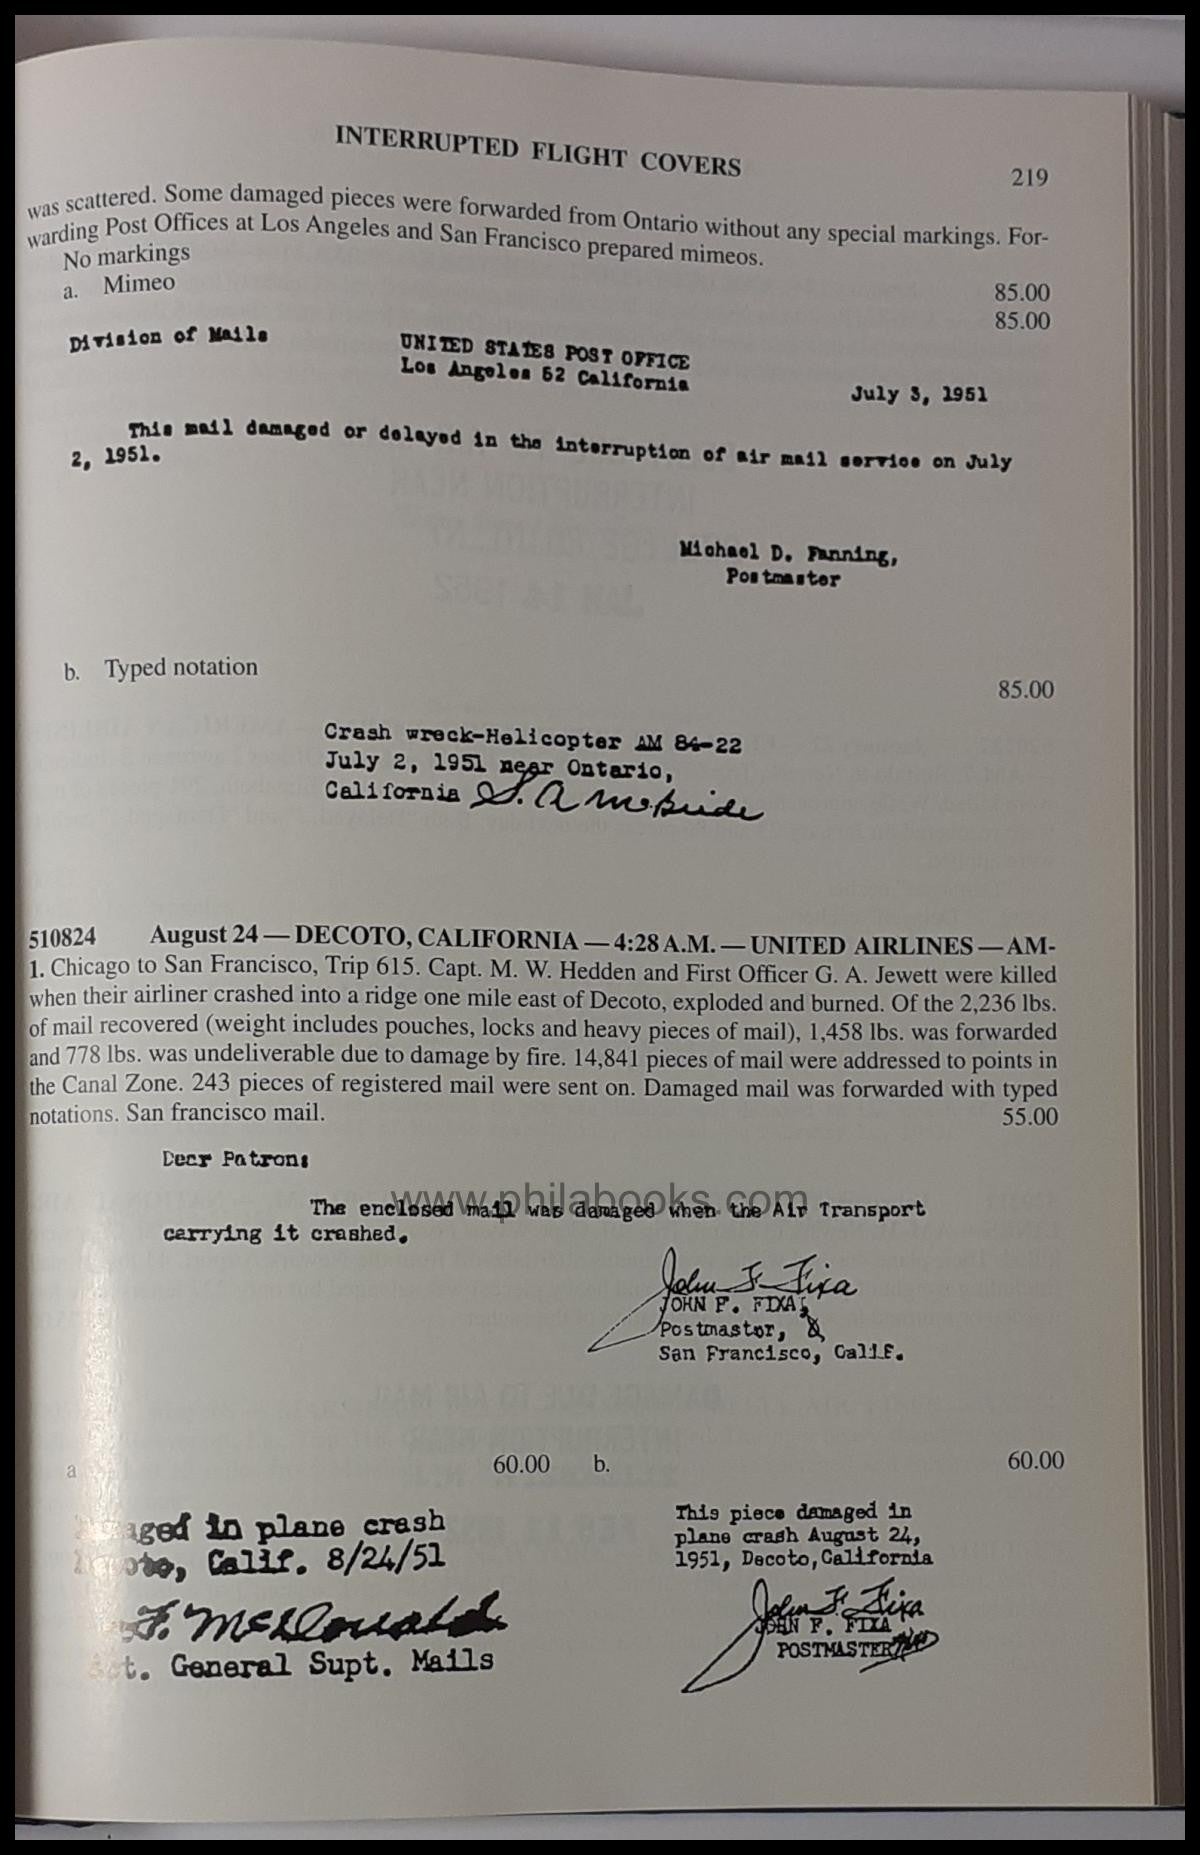 INTERRUPTED FLIGHT COVERS
219
was scattered. Some damaged pieces were forwarded from Ontario without any special markings. For-
warding Post Offices at Los Angeles and San Francisco prepared mimeos.
No markings 85.00
a. Mimeo 85.00
Division of Mails
UNITED STATES POST OFFICE
Los Angeles 52 California
July 3, 1951
This mail damaged or delayed in the interruption of air mail service on July
2, 1951.
Michael D. Fanning,
Postmaster
b. Typed notation 85.00
Crash wreck-Helicopter AM 84-22
July 2, 1951 near Ontario,
California S. A McBride
510824 August 24 — DECOTO, CALIFORNIA — 4:28 A.M. — UNITED AIRLINES — AM-
1. Chicago to San Francisco, Trip 615. Capt. M. W. Hedden and First Officer G. A. Jewett were killed
when their airliner crashed into a ridge one mile east of Decoto, exploded and burned. Of the 2,236 lbs.
of mail recovered (weight includes pouches, locks and heavy pieces of mail), 1,458 lbs. was forwarded
and 778 lbs. was undeliverable due to damage by fire. 14,841 pieces of mail were addressed to points in
the Canal Zone. 243 pieces of registered mail were sent on. Damaged mail was forwarded with typed
notations. San francisco mail. 55.00
Dear Patron:
www.philabooks.com
The enclosed mail was damaged when the Air Transport
carrying it crashed.
John F Fixa
JOHN F. FIXA,
Postmaster,
San Francisco, Calif.
a 60.00 b. 60.00
in plane crash
Calif. 8/24/51
F. McDonald
General Supt. Mails
This piece damaged in
plane crash August 24,
1951, Decoto, California
John F Fixa
JOHN F. FIXA
POSTMASTER